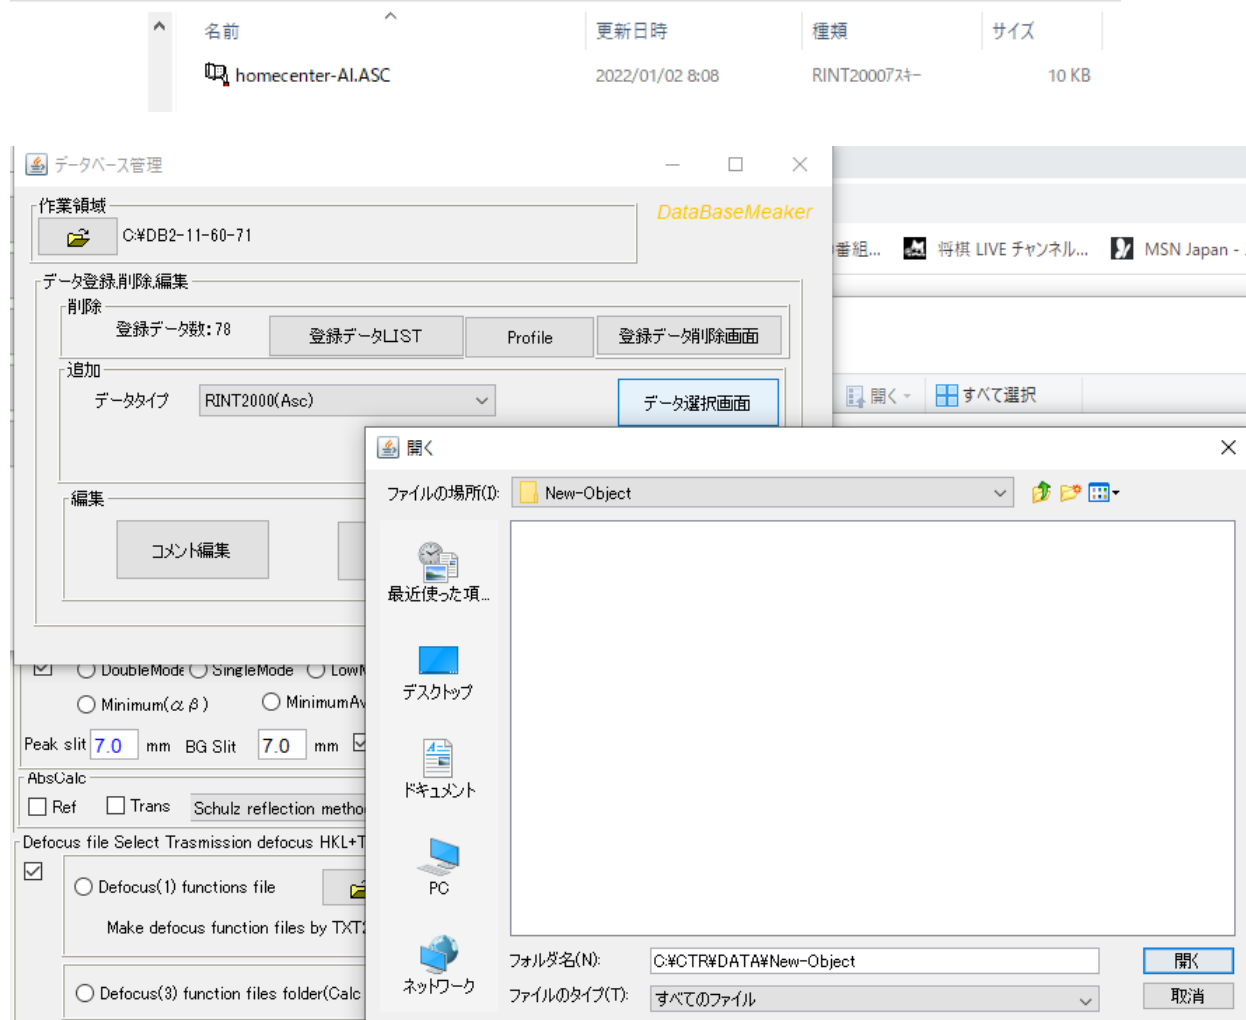 名前 更新日時 種類 サイズ
homecenter-Al.ASC 2022/01/02 8:08 RINT2000アスキー 10 KB
データベース管理
作業領域
C:¥DB2-11-60-71
DataBaseMeaker
番組... 将棋 LIVE チャンネル... MSN Japan -
データ登録,削除,編集
削除
登録データ数: 78 登録データLIST Profile 登録データ削除画面
追加
データタイプ RINT2000(Asc) データ選択画面
開く すべて選択
開く
ファイルの場所(I): New-Object
編集
コメント編集
最近使った項...
デスクトップ
ドキュメント
PC
ネットワーク
フォルダ名(N): C:¥CTR¥DATA¥New-Object 開く
ファイルのタイプ(T): すべてのファイル 取消
DoubleMode SingleMode LowM
Minimum(αβ) MinimumAv
Peak slit 7.0 mm BG Slit 7.0 mm
AbsCalc
Ref Trans Schulz reflection metho
Defocus file Select Trasmission defocus HKL+T
Defocus(1) functions file
Make defocus function files by TXT2
Defocus(3) function files folder(Calc